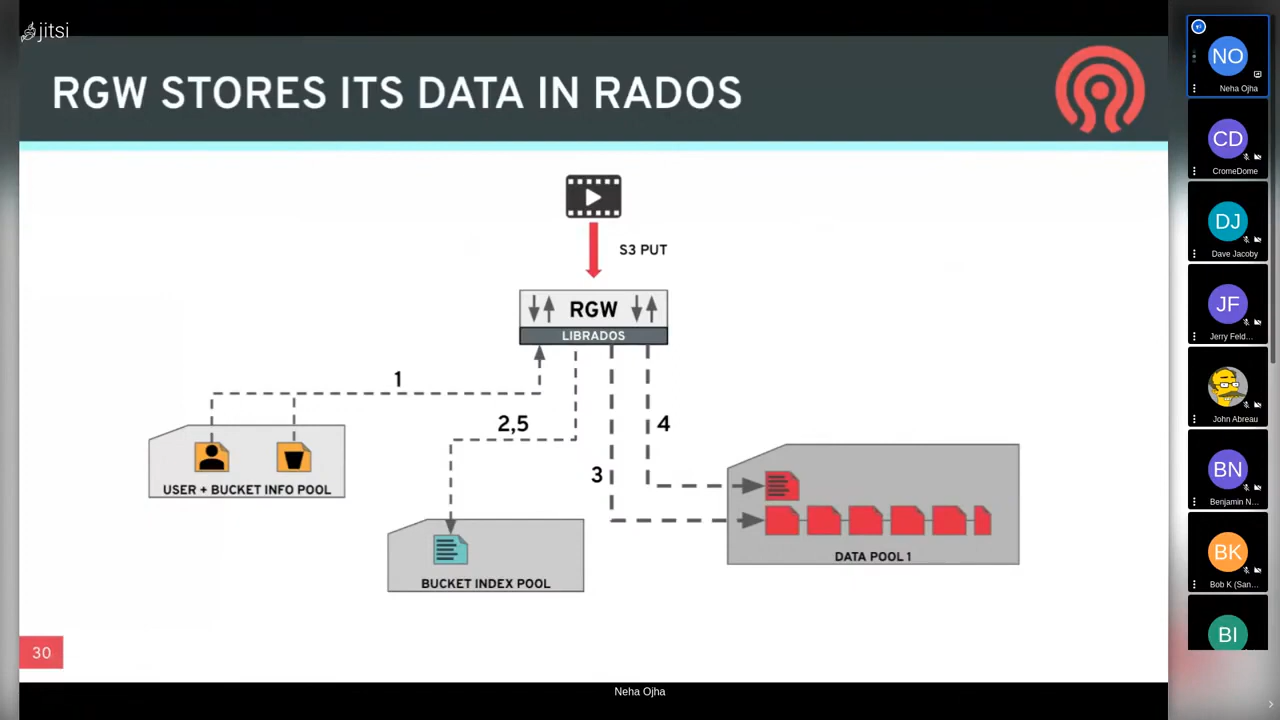 jitsi
RGW STORES ITS DATA IN RADOS
S3 PUT
RGW
LIBRADOS
1
2,5
3
4
USER + BUCKET INFO POOL
BUCKET INDEX POOL
DATA POOL 1
30
Neha Ojha
NO
Neha Ojha
CD
CromeDome
DJ
Dave Jacoby
JF
Jerry Feld...
John Abreau
BN
Benjamin N...
BK
Bob K (San...
BI